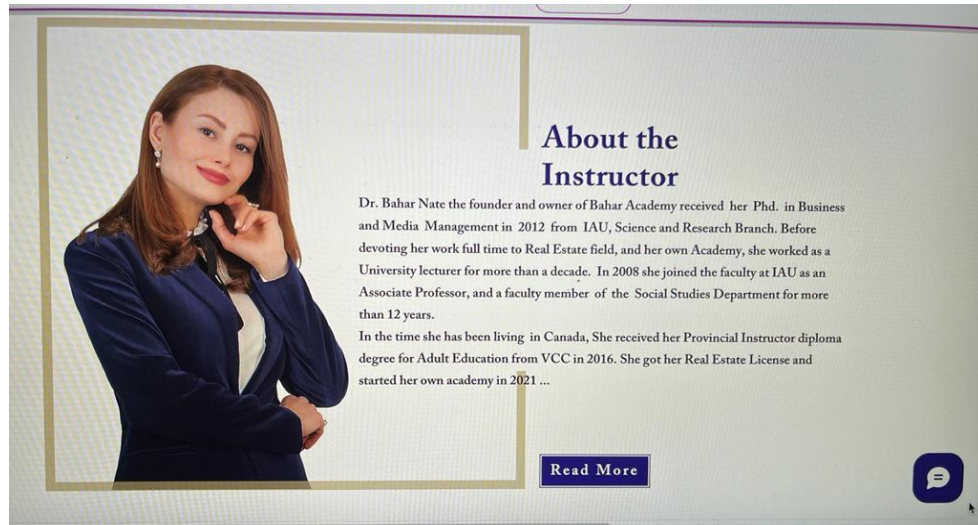 About the
Instructor
Dr. Bahar Nate the founder and owner of Bahar Academy received her Phd. in Business
and Media Management in 2012 from IAU, Science and Research Branch. Before
devoting her work full time to Real Estate field, and her own Academy, she worked as a
University lecturer for more than a decade. In 2008 she joined the faculty at IAU as an
Associate Professor, and a faculty member of the Social Studies Department for more
than 12 years.
In the time she has been living in Canada, She received her Provincial Instructor diploma
degree for Adult Education from VCC in 2016. She got her Real Estate License and
started her own academy in 2021 ...
Read More